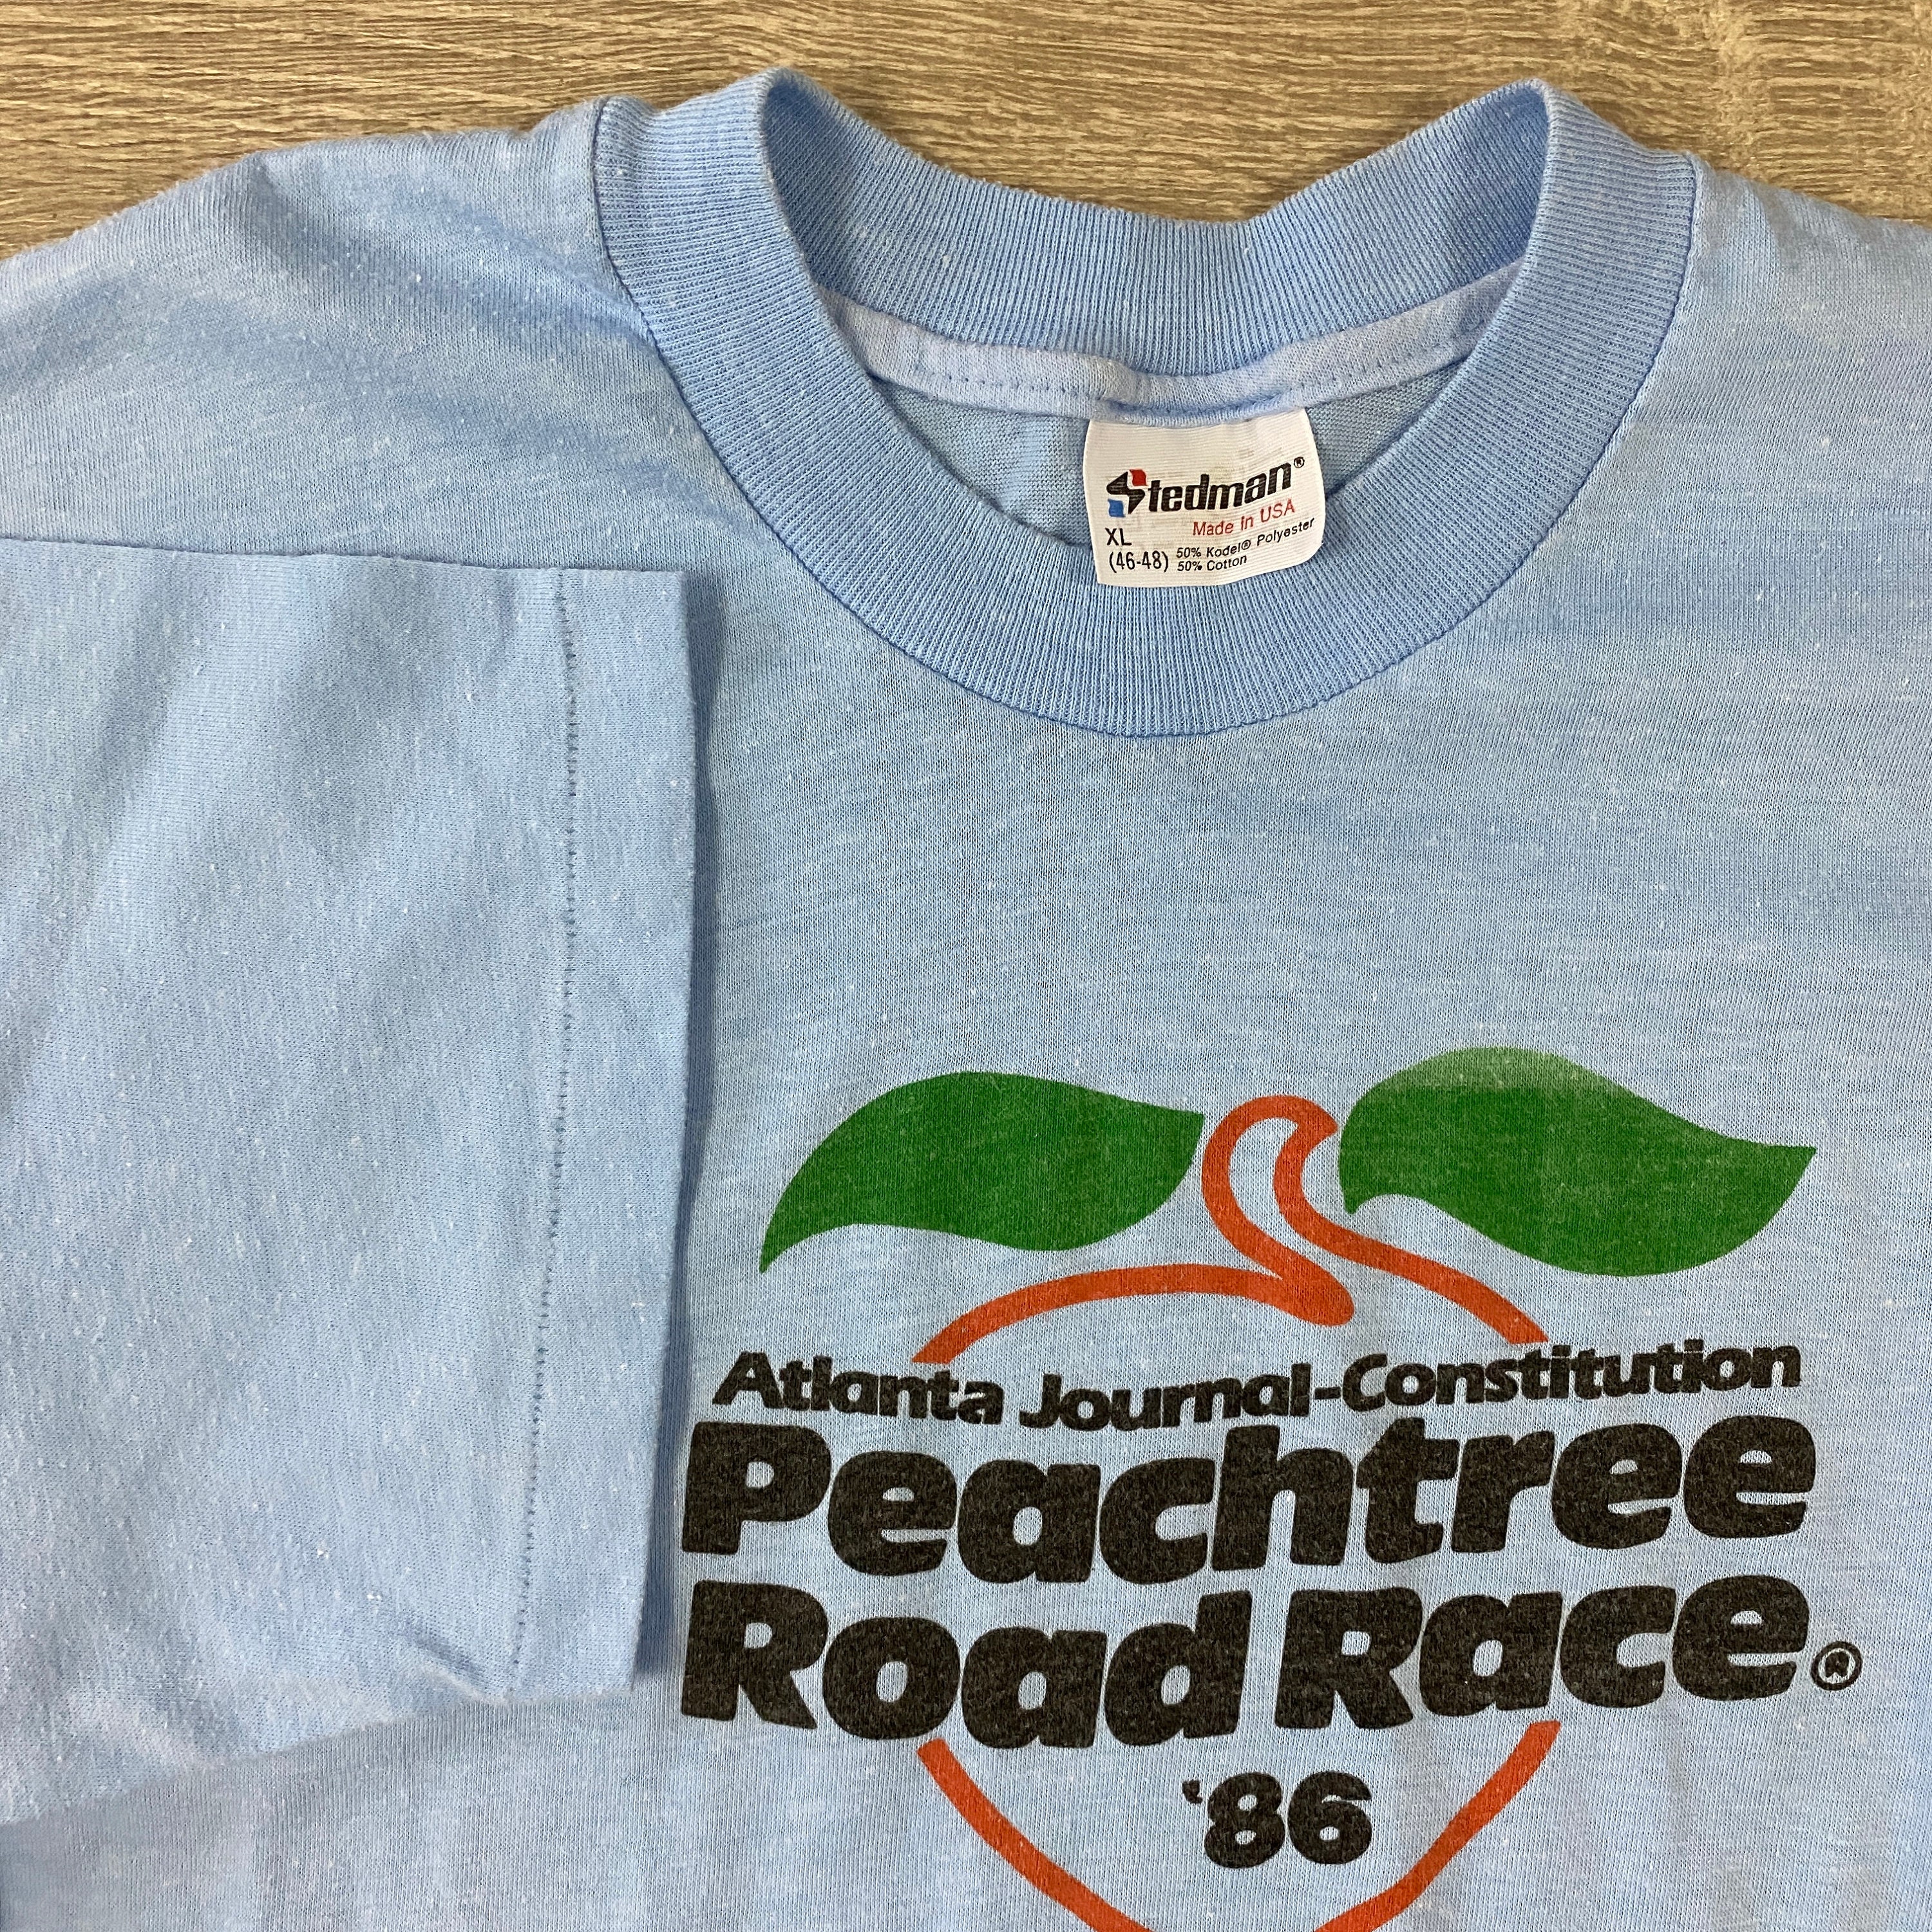 Stedman®
Made In USA
XL
(46-48)
50% Kodel® Polyester
50% Cotton
Atlanta Journal-Constitution
Peachtree
Road Race®
'86